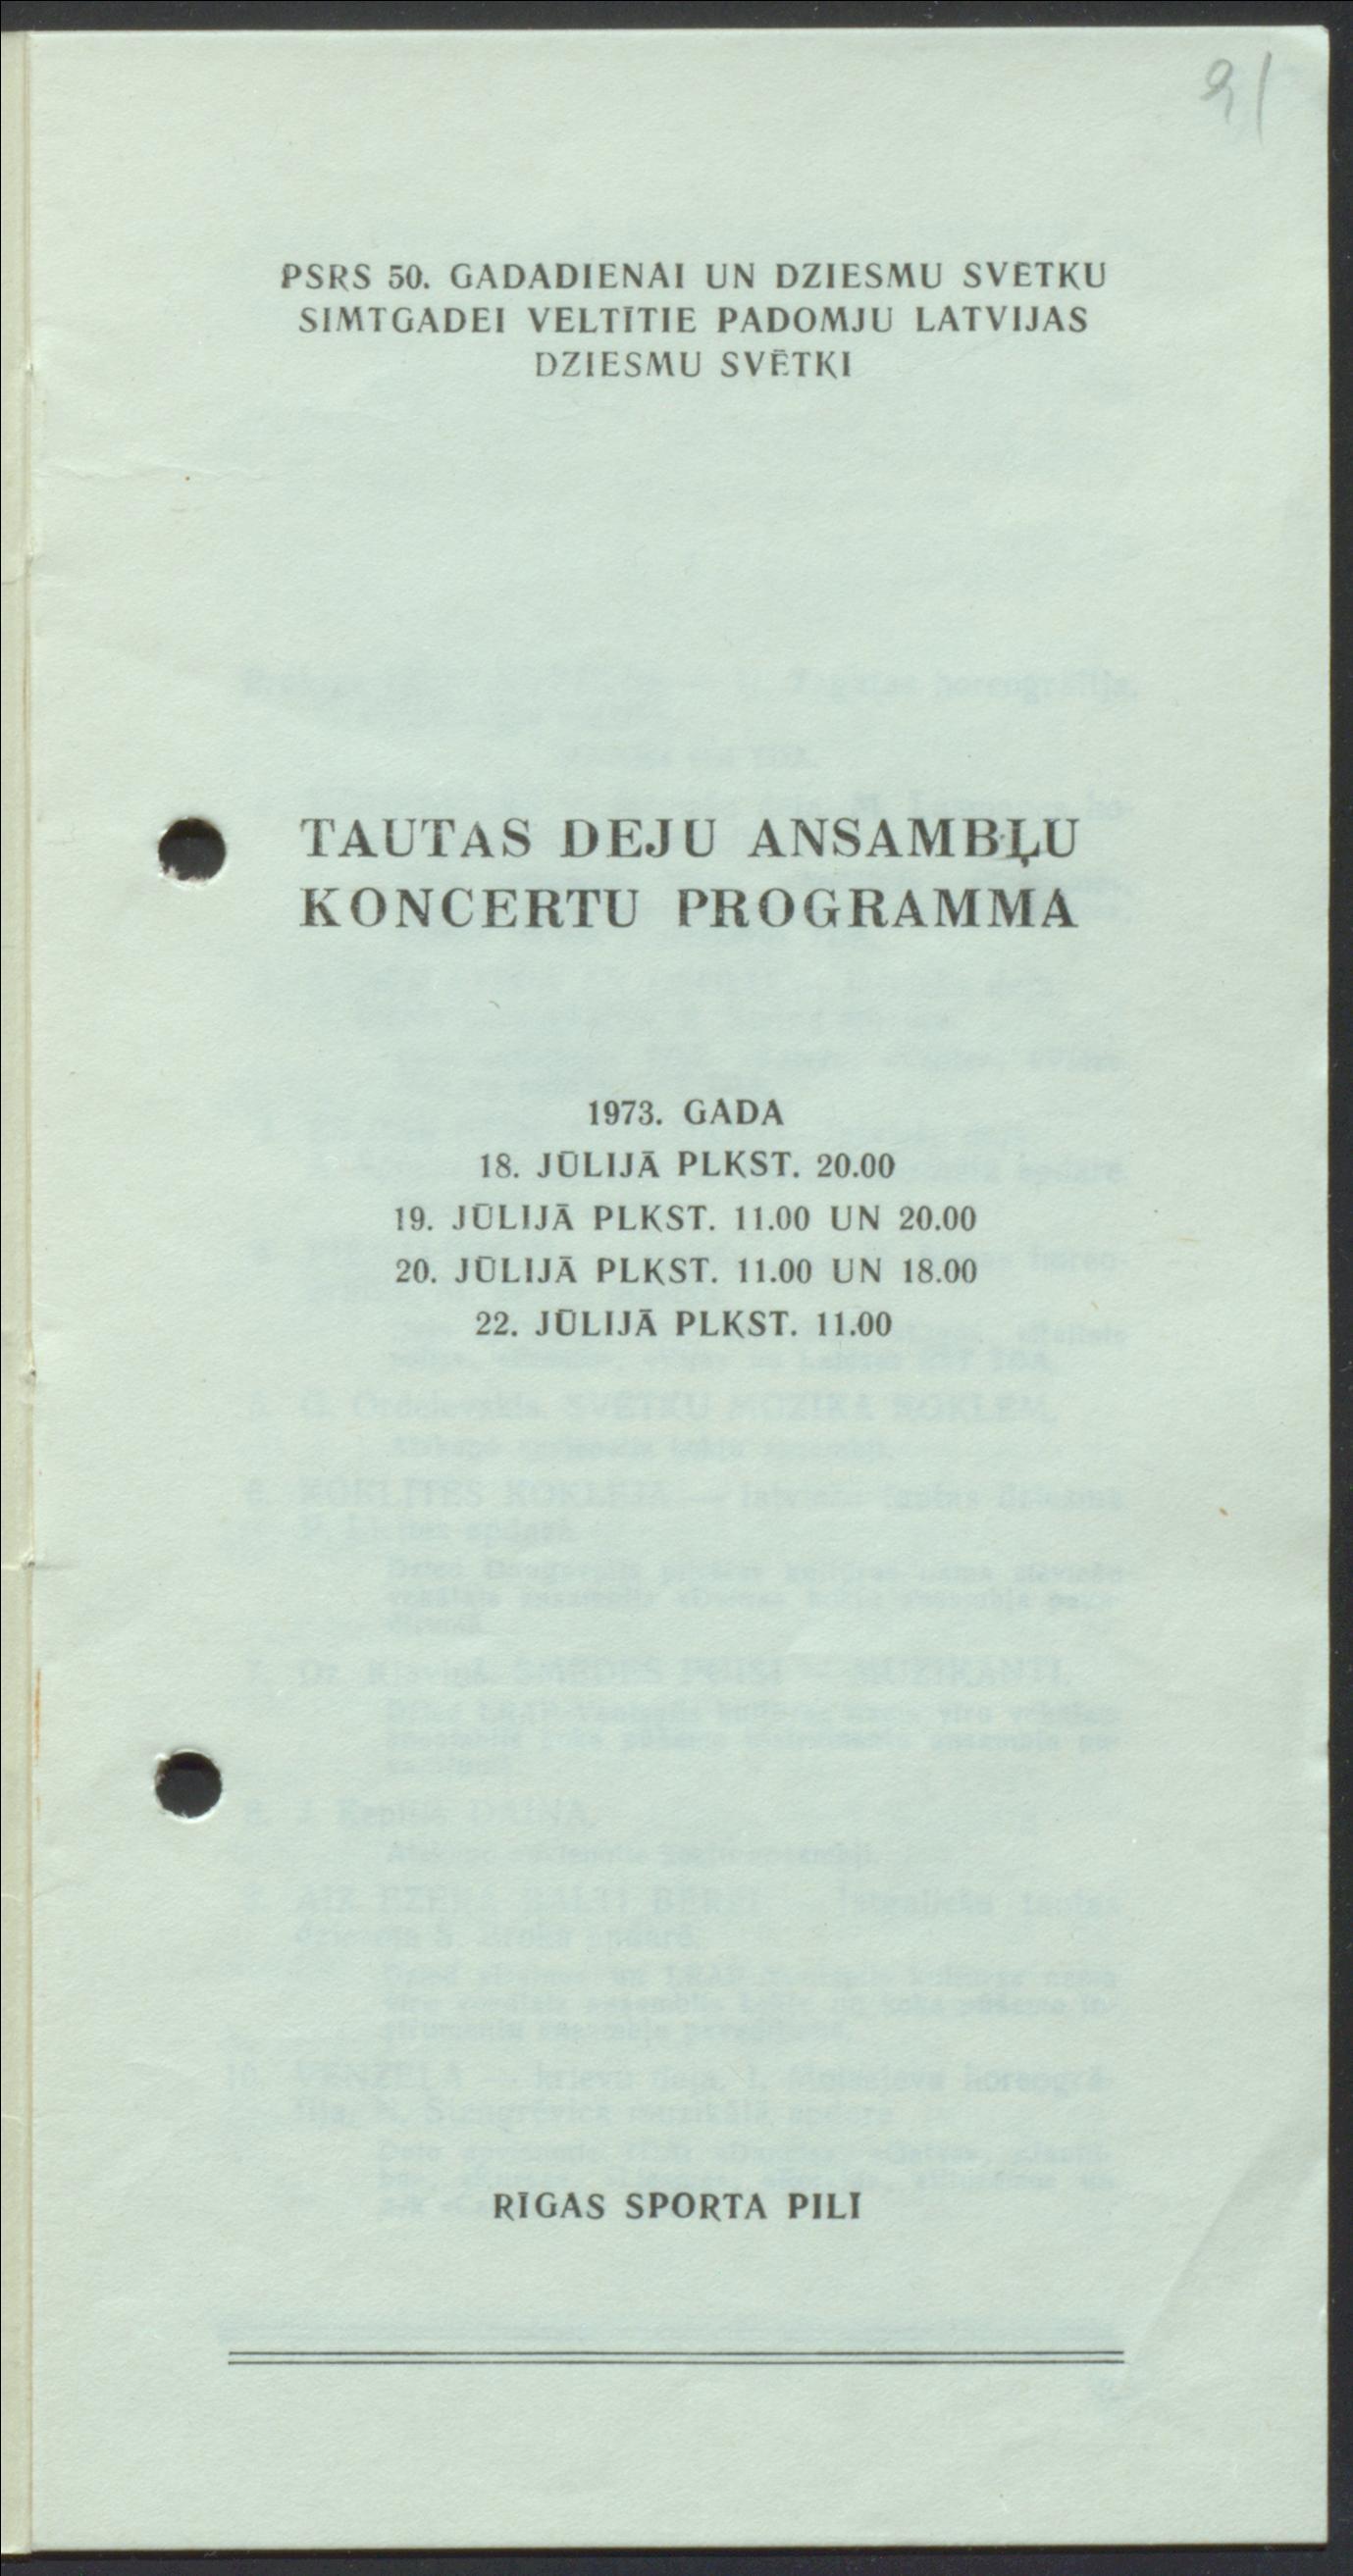 91
PSRS 50. GADADIENAI UN DZIESMU SVĒTKU
SIMTGADEI VELTĪTIE PADOMJU LATVIJAS
DZIESMU SVĒTKI
TAUTAS DEJU ANSAMBĻU
KONCERTU PROGRAMMA
1973. GADA
18. JŪLIJĀ PLKST. 20.00
19. JŪLIJĀ PLKST. 11.00 UN 20.00
20. JŪLIJĀ PLKST. 11.00 UN 18.00
22. JŪLIJĀ PLKST. 11.00
RĪGAS SPORTA PILĪ